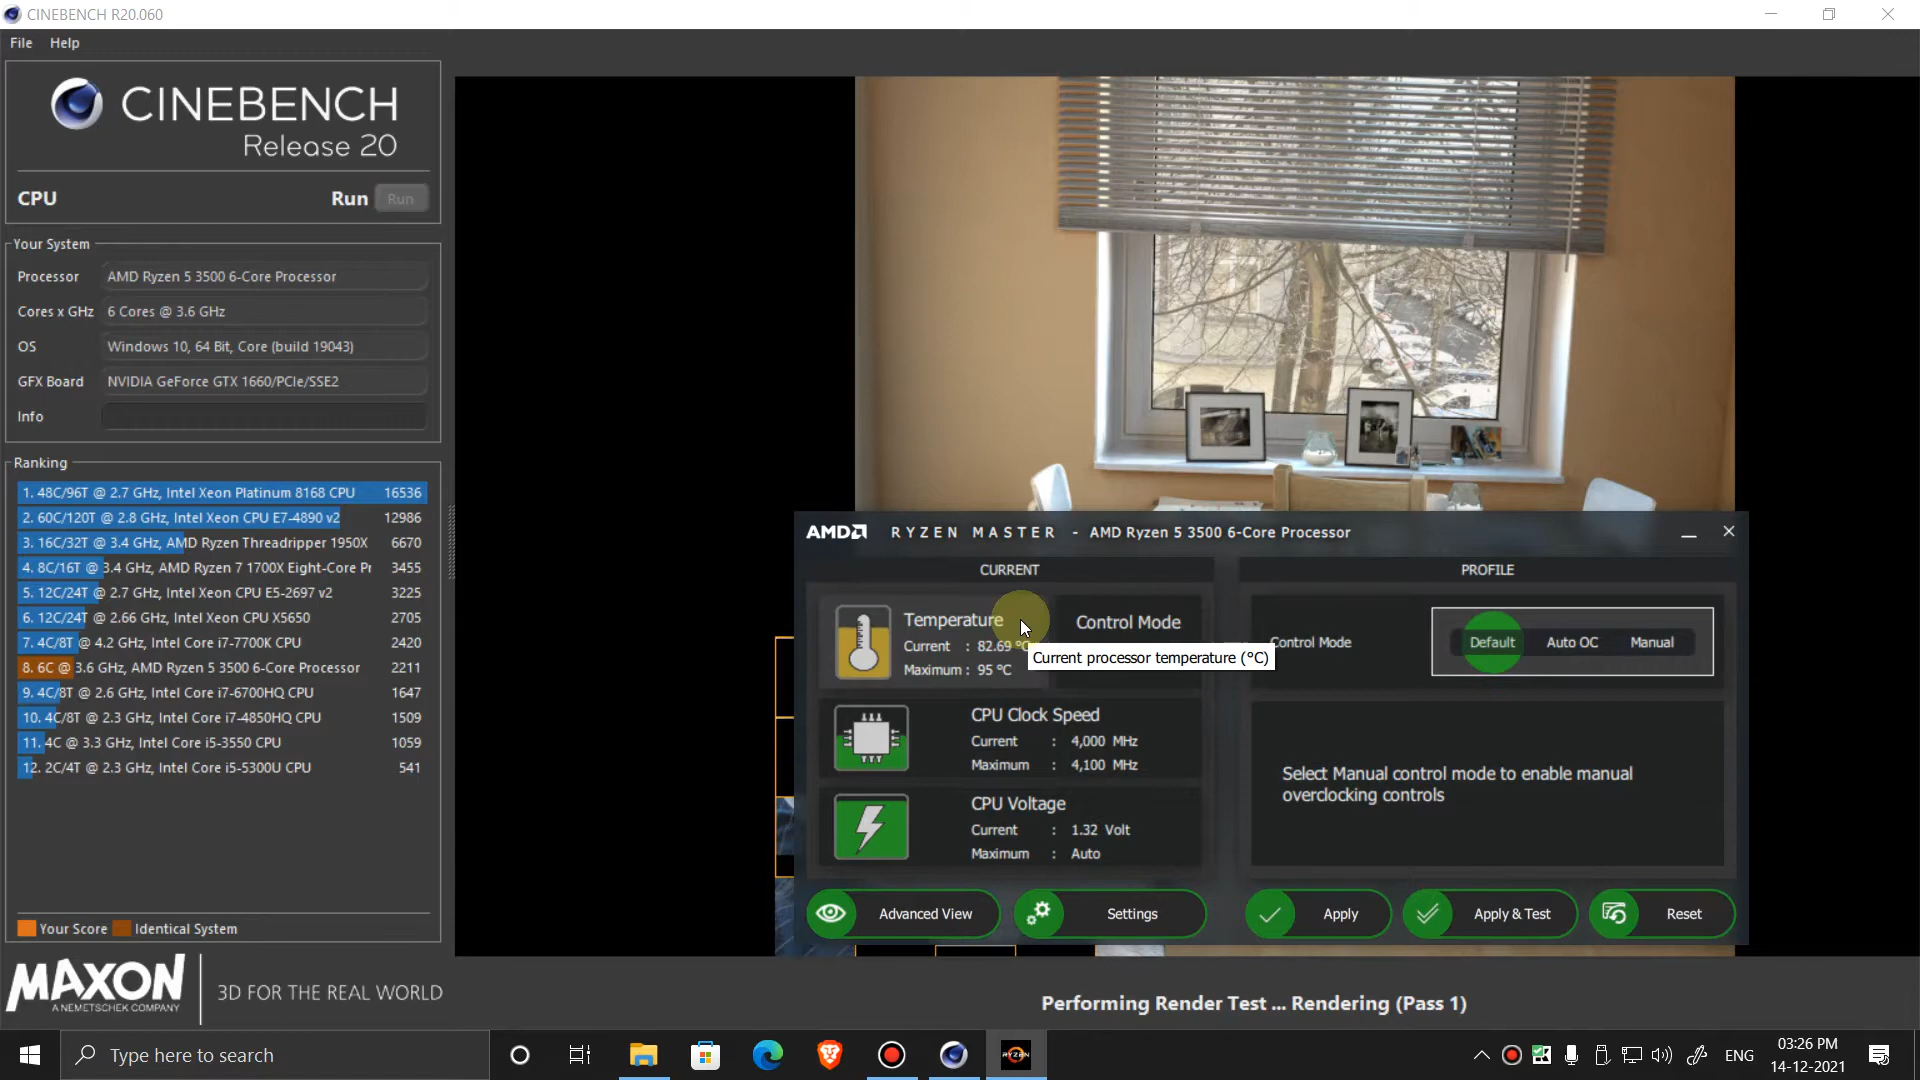 CINEBENCH R20.060
File Help
CINEBENCH
Release 20
CPU Run Run
Your System
Processor AMD Ryzen 5 3500 6-Core Processor
Cores x GHz 6 Cores @ 3.6 GHz
OS Windows 10, 64 Bit, Core (build 19043)
GFX Board NVIDIA GeForce GTX 1660/PCIe/SSE2
Info
Ranking
1. 48C/96T @ 2.7 GHz, Intel Xeon Platinum 8168 CPU 16536
2. 60C/120T @ 2.8 GHz, Intel Xeon CPU E7-4890 v2 12986
3. 16C/32T @ 3.4 GHz, AMD Ryzen Threadripper 1950X 6670
4. 8C/16T @ 3.4 GHz, AMD Ryzen 7 1700X Eight-Core Pr 3455
5. 12C/24T @ 2.7 GHz, Intel Xeon CPU E5-2697 v2 3225
6. 12C/24T @ 2.66 GHz, Intel Xeon CPU X5650 2705
7. 4C/8T @ 4.2 GHz, Intel Core i7-7700K CPU 2420
8. 6C @ 3.6 GHz, AMD Ryzen 5 3500 6-Core Processor 2211
9. 4C/8T @ 2.6 GHz, Intel Core i7-6700HQ CPU 1647
10. 4C/8T @ 2.3 GHz, Intel Core i7-4850HQ CPU 1509
11. 4C @ 3.3 GHz, Intel Core i5-3550 CPU 1059
12. 2C/4T @ 2.3 GHz, Intel Core i5-5300U CPU 541
Your Score Identical System
MAXON
A NEMETSCHEK COMPANY
3D FOR THE REAL WORLD
AMD RYZEN MASTER - AMD Ryzen 5 3500 6-Core Processor
CURRENT
Temperature
Current : 82.69 °C
Maximum : 95 °C
Control Mode
Current processor temperature (°C)
CPU Clock Speed
Current : 4,000 MHz
Maximum : 4,100 MHz
CPU Voltage
Current : 1.32 Volt
Maximum : Auto
Advanced View Settings
PROFILE
Control Mode Default Auto OC Manual
Select Manual control mode to enable manual
overclocking controls
Apply Apply & Test Reset
Performing Render Test ... Rendering (Pass 1)
Type here to search
RYZEN
ENG
03:26 PM
14-12-2021